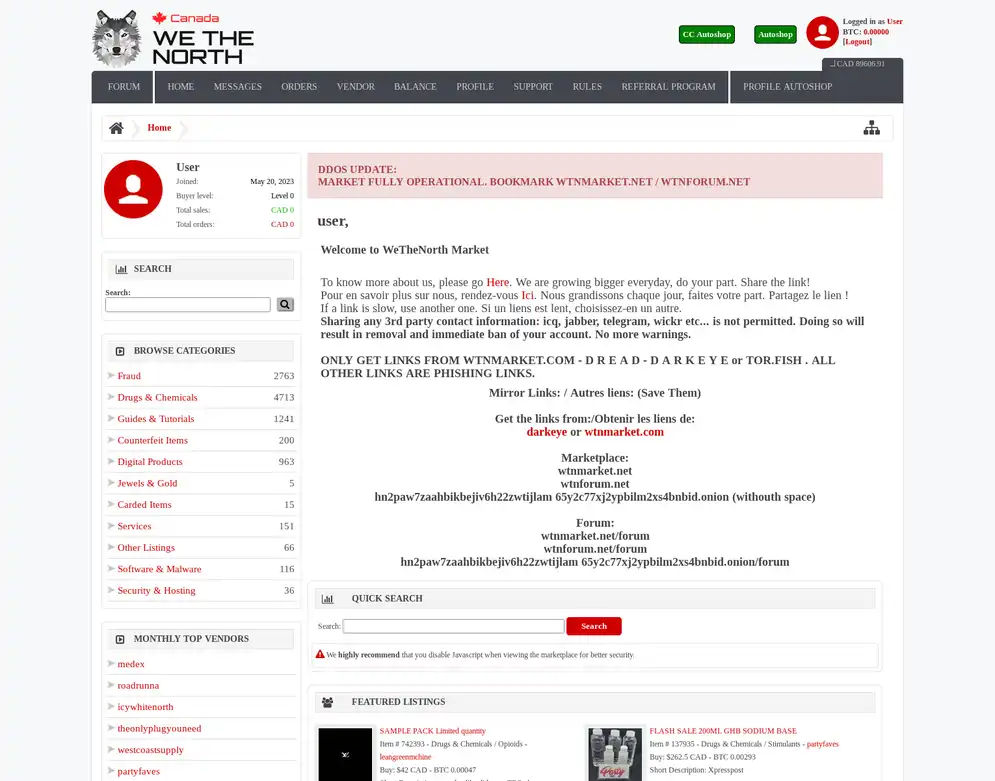 Canada
WE THE
NORTH
CC Autoshop
Autoshop
Logged in as User
BTC: 0.00000
[Logout]
CAD 89606.91
FORUM
HOME
MESSAGES
ORDERS
VENDOR
BALANCE
PROFILE
SUPPORT
RULES
REFERRAL PROGRAM
PROFILE AUTOSHOP
Home
User
Joined: May 20, 2023
Buyer level: Level 0
Total sales: CAD 0
Total orders: CAD 0
SEARCH
Search:
BROWSE CATEGORIES
Fraud 2763
Drugs & Chemicals 4713
Guides & Tutorials 1241
Counterfeit Items 200
Digital Products 963
Jewels & Gold 5
Carded Items 15
Services 151
Other Listings 66
Software & Malware 116
Security & Hosting 36
MONTHLY TOP VENDORS
medex
roadrunna
icywhitenorth
theonlyplugyouneed
westcoastsupply
partyfaves
DDOS UPDATE:
MARKET FULLY OPERATIONAL. BOOKMARK WTNMARKET.NET / WTNFORUM.NET
user,
Welcome to WeTheNorth Market
To know more about us, please go Here. We are growing bigger everyday, do your part. Share the link!
Pour en savoir plus sur nous, rendez-vous Ici. Nous grandissons chaque jour, faites votre part. Partagez le lien !
If a link is slow, use another one. Si un liens est lent, choisissez-en un autre.
Sharing any 3rd party contact information: icq, jabber, telegram, wickr etc... is not permitted. Doing so will
result in removal and immediate ban of your account. No more warnings.
ONLY GET LINKS FROM WTNMARKET.COM - D R E A D - D A R K E Y E or TOR.FISH . ALL
OTHER LINKS ARE PHISHING LINKS.
Mirror Links: / Autres liens: (Save Them)
Get the links from:/Obtenir les liens de:
darkeye or wtnmarket.com
Marketplace:
wtnmarket.net
wtnforum.net
hn2paw7zaahbikbejiv6h22zwtijlam 65y2c77xj2ypbilm2xs4bnbid.onion (withouth space)
Forum:
wtnmarket.net/forum
wtnforum.net/forum
hn2paw7zaahbikbejiv6h22zwtijlam 65y2c77xj2ypbilm2xs4bnbid.onion/forum
QUICK SEARCH
Search:
Search
We highly recommend that you disable Javascript when viewing the marketplace for better security.
FEATURED LISTINGS
SAMPLE PACK Limited quantity
Item # 742393 - Drugs & Chemicals / Opioids -
leangreenmchine
Buy: $42 CAD - BTC 0.00047
FLASH SALE 200ML GHB SODIUM BASE
Item # 137935 - Drugs & Chemicals / Stimulants - partyfaves
Buy: $262.5 CAD - BTC 0.00293
Short Description: Xpresspost